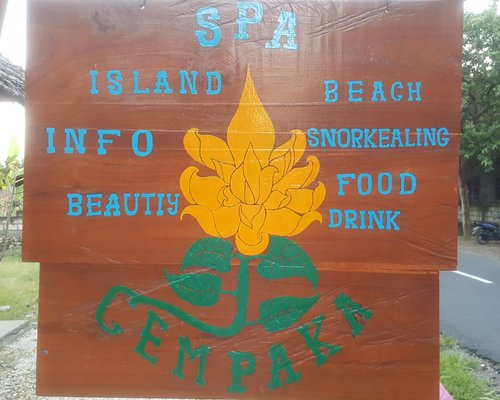 SPA
ISLAND
BEACH
INFO
SNORKEALING
BEAUTIY
FOOD
DRINK
CEMPAKA